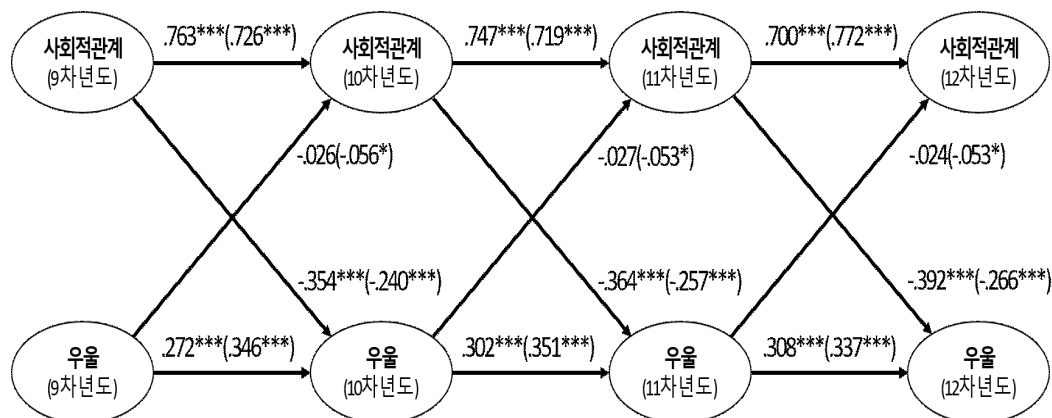 .763***(.726***) .747***(.719***) .700***(.772***)
사회적관계 사회적관계 사회적관계 사회적관계
(9차년도) (10차년도) (11차년도) (12차년도)
-.026(-.056*) -.027(-.053*) -.024(-.053*)
-.354***(-.240***) -.364***(-.257***) -.392***(-.266***)
.272***(.346***) .302***(.351***) .308***(.337***)
우울 우울 우울 우울
(9차년도) (10차년도) (11차년도) (12차년도)